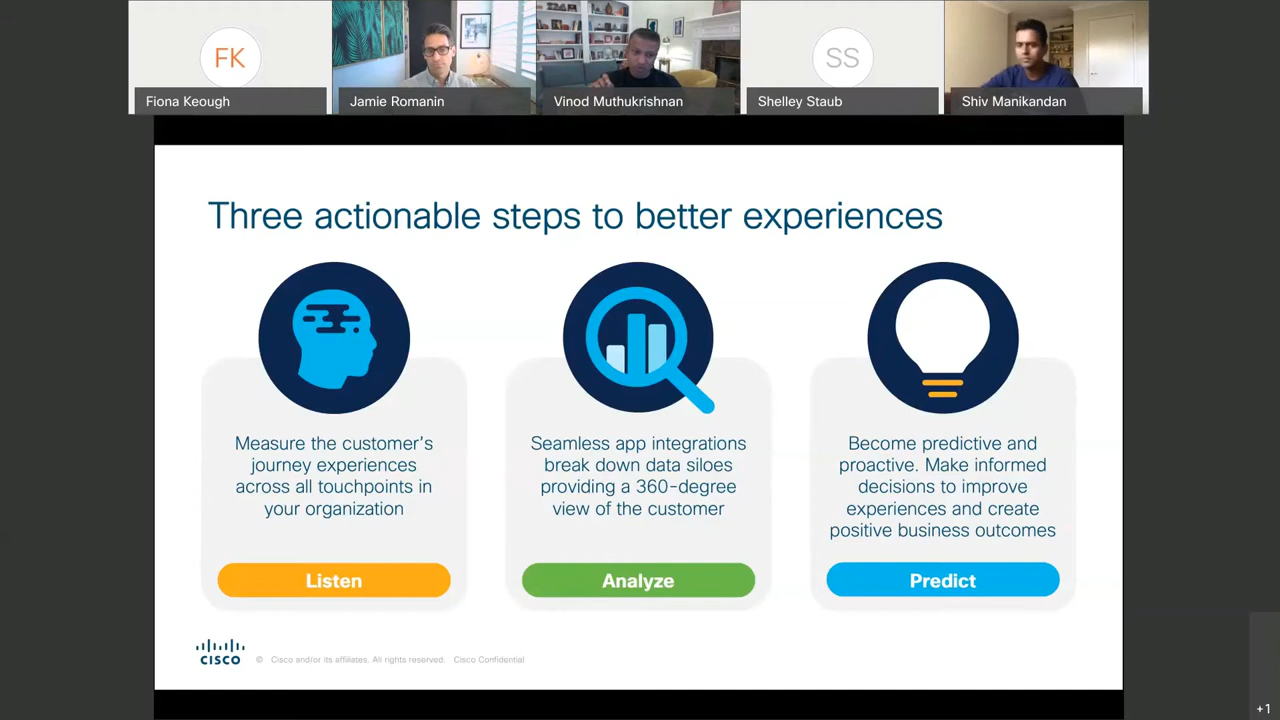 FK
SS
Fiona Keough
Jamie Romanin
Vinod Muthukrishnan
Shelley Staub
Shiv Manikandan
Three actionable steps to better experiences
Measure the customer's
journey experiences
across all touchpoints in
your organization
Listen
Seamless app integrations
break down data siloes
providing a 360-degree
view of the customer
Analyze
Become predictive and
proactive. Make informed
decisions to improve
experiences and create
positive business outcomes
Predict
CISCO
© Cisco and/or its affiliates. All rights reserved. Cisco Confidential
+1